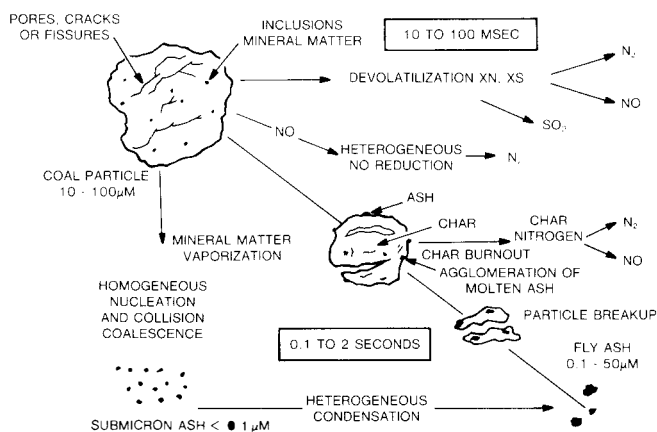 PORES, CRACKS
OR FISSURES
INCLUSIONS
MINERAL MATTER
10 TO 100 MSEC
N₂
DEVOLATILIZATION XN, XS
NO
SO₂
NO
HETEROGENEOUS
NO REDUCTION
N₂
COAL PARTICLE
10 - 100µM
ASH
CHAR
CHAR
NITROGEN
N₂
NO
MINERAL MATTER
VAPORIZATION
CHAR BURNOUT
AGGLOMERATION OF
MOLTEN ASH
HOMOGENEOUS
NUCLEATION
AND COLLISION
COALESCENCE
PARTICLE BREAKUP
0.1 TO 2 SECONDS
FLY ASH
0.1 - 50µM
HETEROGENEOUS
CONDENSATION
SUBMICRON ASH < 1µM